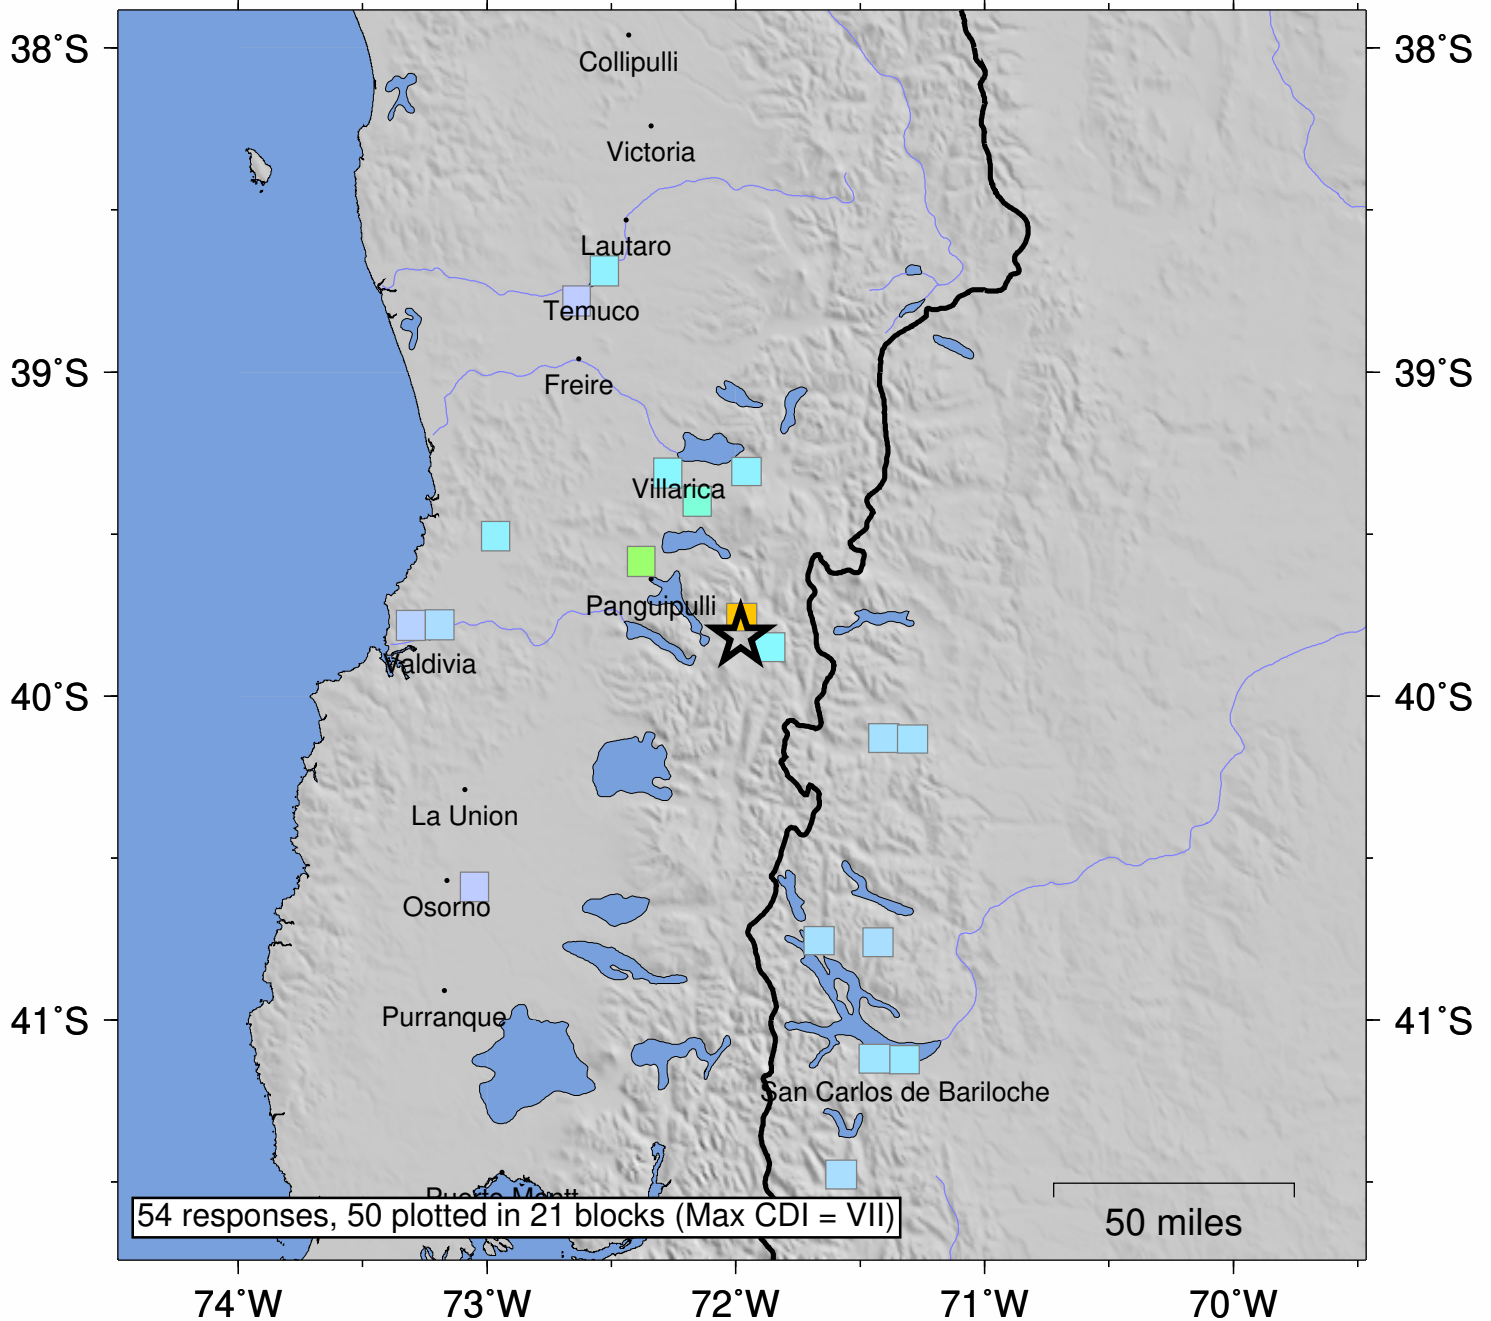 38°S 38°S
Collipulli
Victoria
Lautaro
Temuco
39°S 39°S
Freire
Villarica
Panguipulli
Valdivia
40°S 40°S
La Union
Osorno
41°S 41°S
Purranque
San Carlos de Bariloche
Puerto Montt
54 responses, 50 plotted in 21 blocks (Max CDI = VII)
50 miles
74°W 73°W 72°W 71°W 70°W